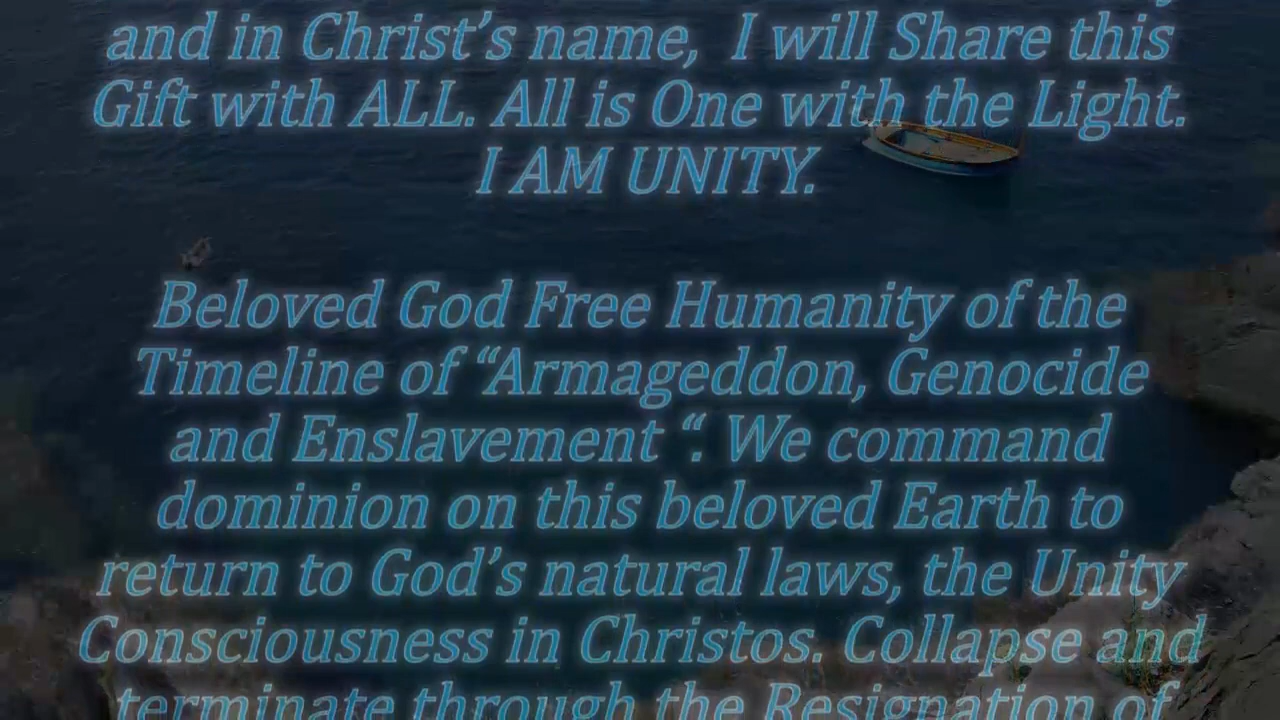 and in Christ’s name, I will Share this
Gift with ALL. All is One with the Light.
I AM UNITY.
Beloved God Free Humanity of the
Timeline of “Armageddon, Genocide
and Enslavement “. We command
dominion on this beloved Earth to
return to God’s natural laws, the Unity
Consciousness in Christos. Collapse and
terminate through the Resignation of